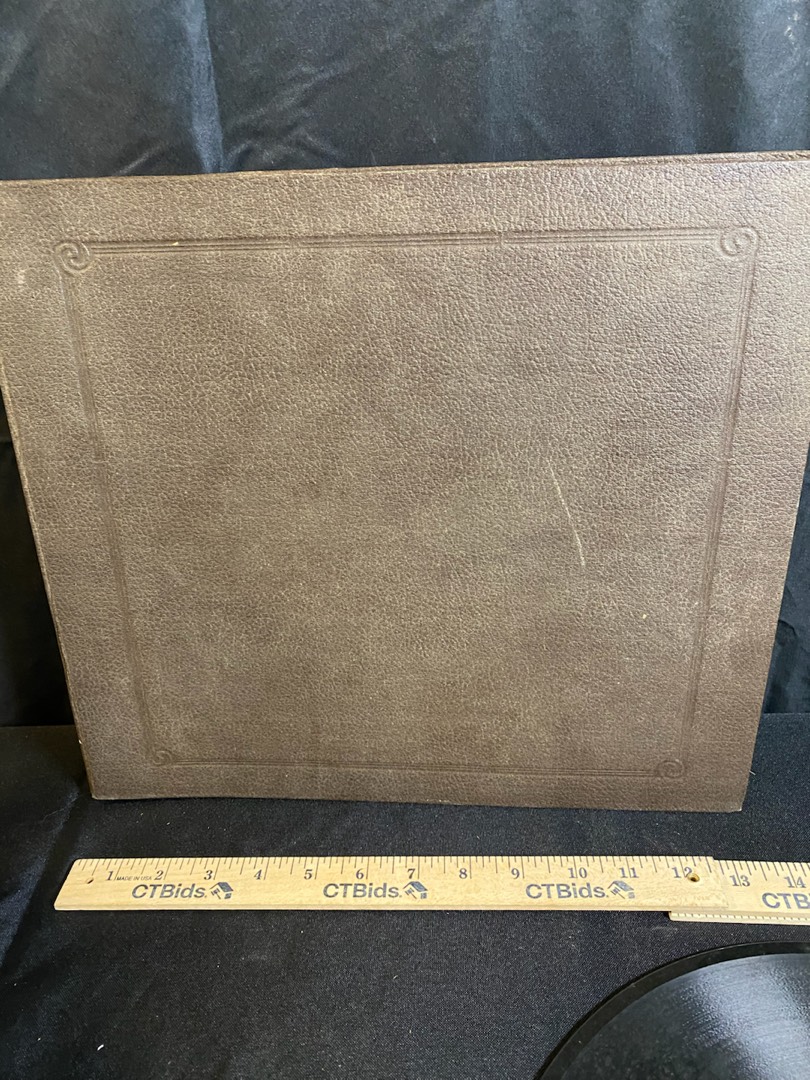 1 MADE IN USA 2 3 4 5 6 7 8 9 10 11 12 13 14
CTBids. CTBids. CTBids. CTB